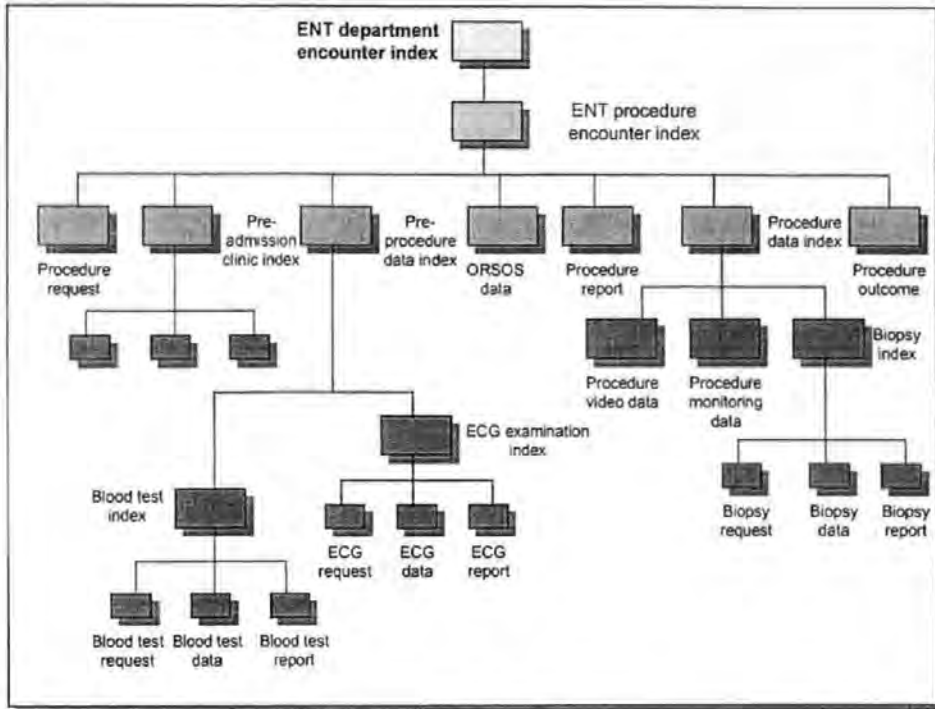 ENT department
encounter index
ENT procedure
encounter index
Procedure
request
Pre-
admission
clinic index
Pre-
procedure
data index
ORSOS
data
Procedure
report
Procedure
data index
Procedure
outcome
Procedure
video data
Procedure
monitoring
data
Biopsy
index
ECG examination
index
Blood test
index
ECG
request
ECG
data
ECG
report
Biopsy
request
Biopsy
data
Biopsy
report
Blood test
request
Blood test
data
Blood test
report